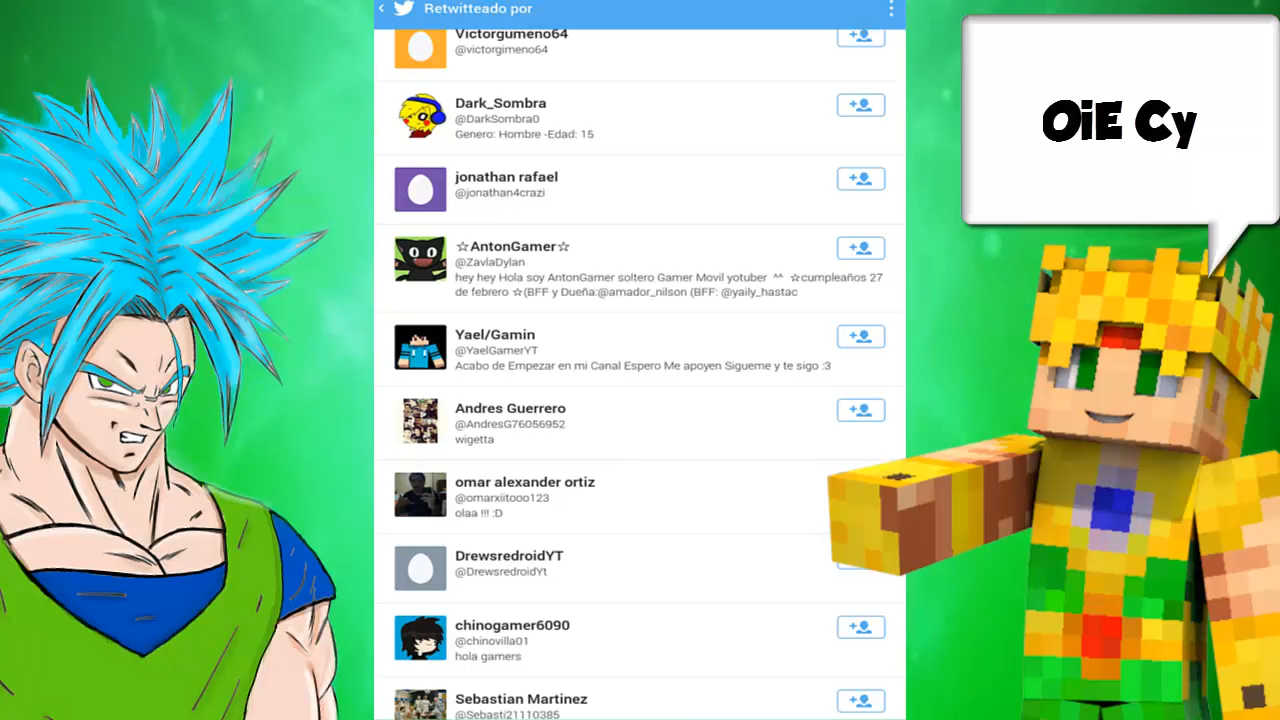 Retwitteado por
Victorgumeno64
@victorgimeno64
Dark_Sombra
@DarkSombra0
Genero: Hombre -Edad: 15
jonathan rafael
@jonathan4crazi
☆AntonGamer☆
@ZavlaDylan
hey hey Hola soy AntonGamer soltero Gamer Movil yotuber ^^ ☆cumpleaños 27
de febrero ☆(BFF y Dueña:@amador_nilson (BFF: @yaily_hastac
Yael/Gamin
@YaelGamerYT
Acabo de Empezar en mi Canal Espero Me apoyen Sigueme y te sigo :3
Andres Guerrero
@AndresG76056952
wigetta
omar alexander ortiz
@omarxiitooo123
olaa !!! :D
DrewsredroidYT
@DrewsredroidYt
chinogamer6090
@chinovilla01
hola gamers
Sebastian Martinez
@Sebasti21110385
OiE Cy